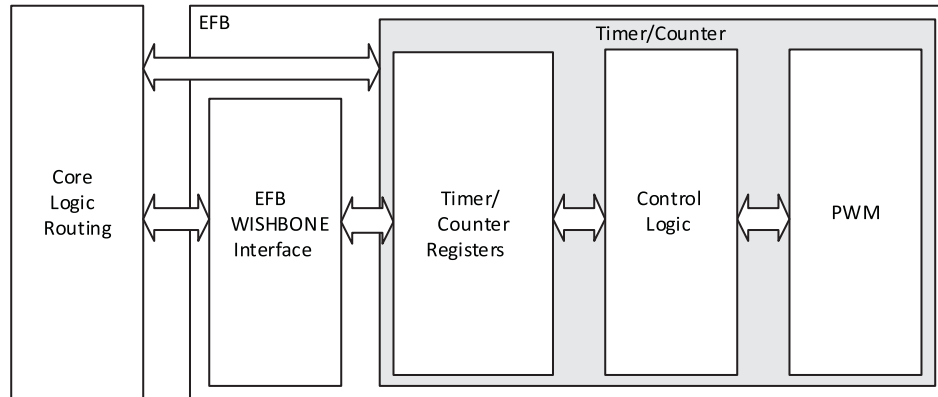 EFB
Timer/Counter
Core
Logic
Routing
EFB
WISHBONE
Interface
Timer/
Counter
Registers
Control
Logic
PWM